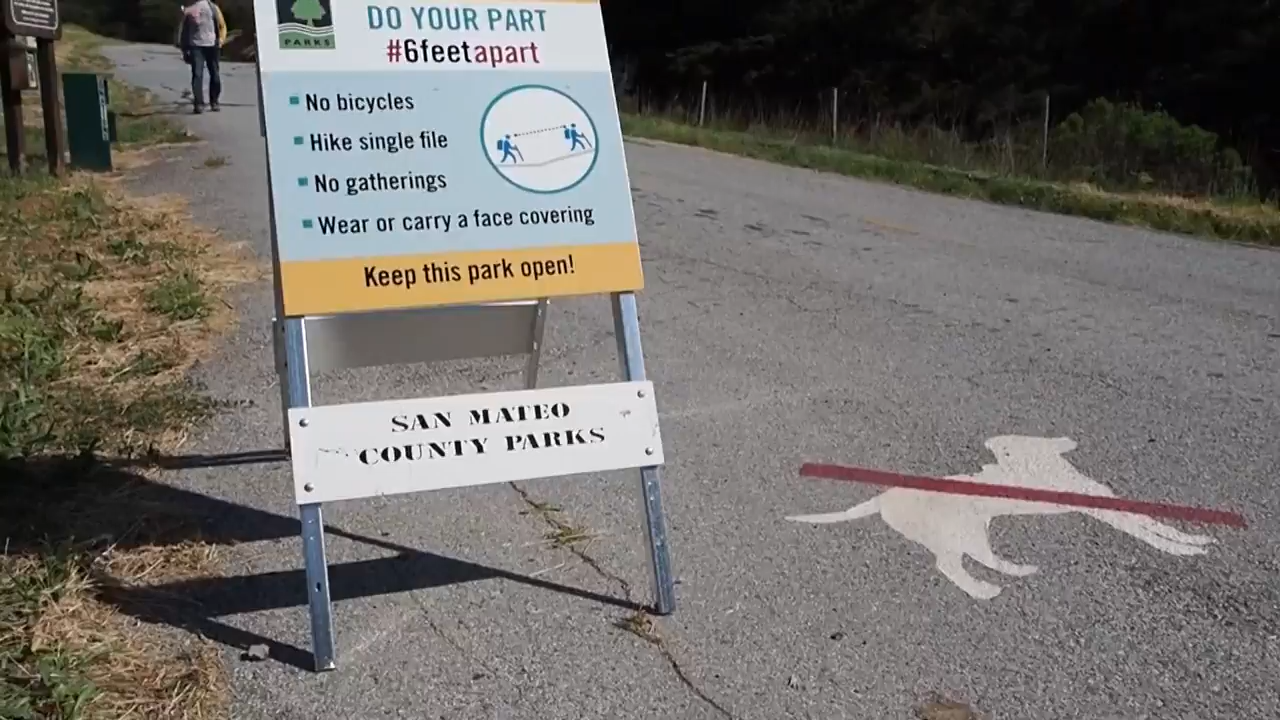 PARKS
DO YOUR PART
#6feetapart
No bicycles
Hike single file
No gatherings
Wear or carry a face covering
Keep this park open!
SAN MATEO
COUNTY PARKS